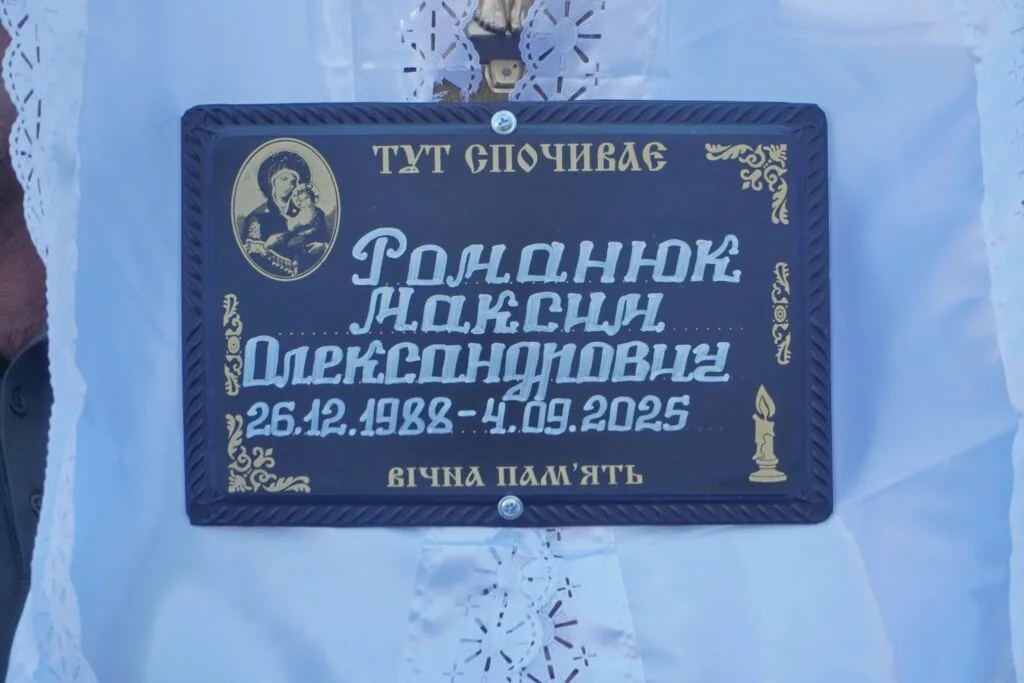 ТУТ СПОЧИВАЄ
Романюк
Максим
Олександрович
26.12.1988-4.09.2025
ВІЧНА ПАМ'ЯТЬ